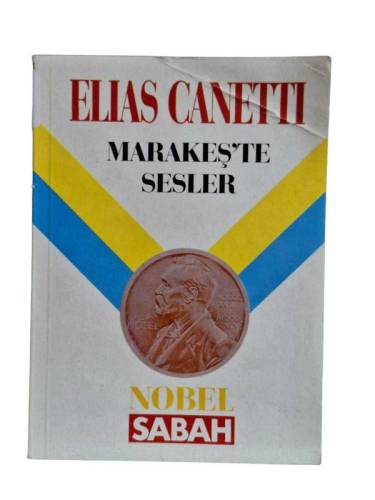 ELIAS CANETTI
MARAKEŞ'TE
SESLER
NOBEL
SABAH